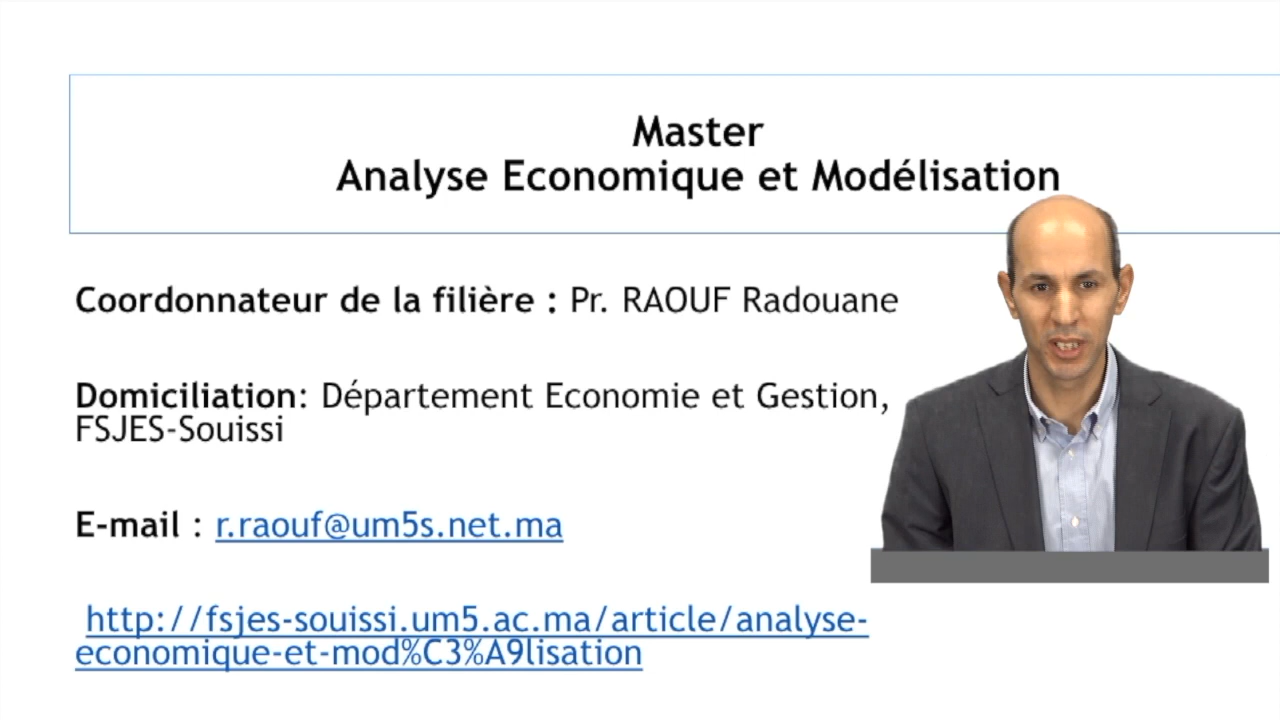 Master
Analyse Economique et Modélisation
Coordonnateur de la filière : Pr. RAOUF Radouane
Domiciliation: Département Economie et Gestion,
FSJES-Souissi
E-mail : r.raouf@um5s.net.ma
http://fsjes-souissi.um5.ac.ma/article/analyse-
economique-et-mod%C3%A9lisation